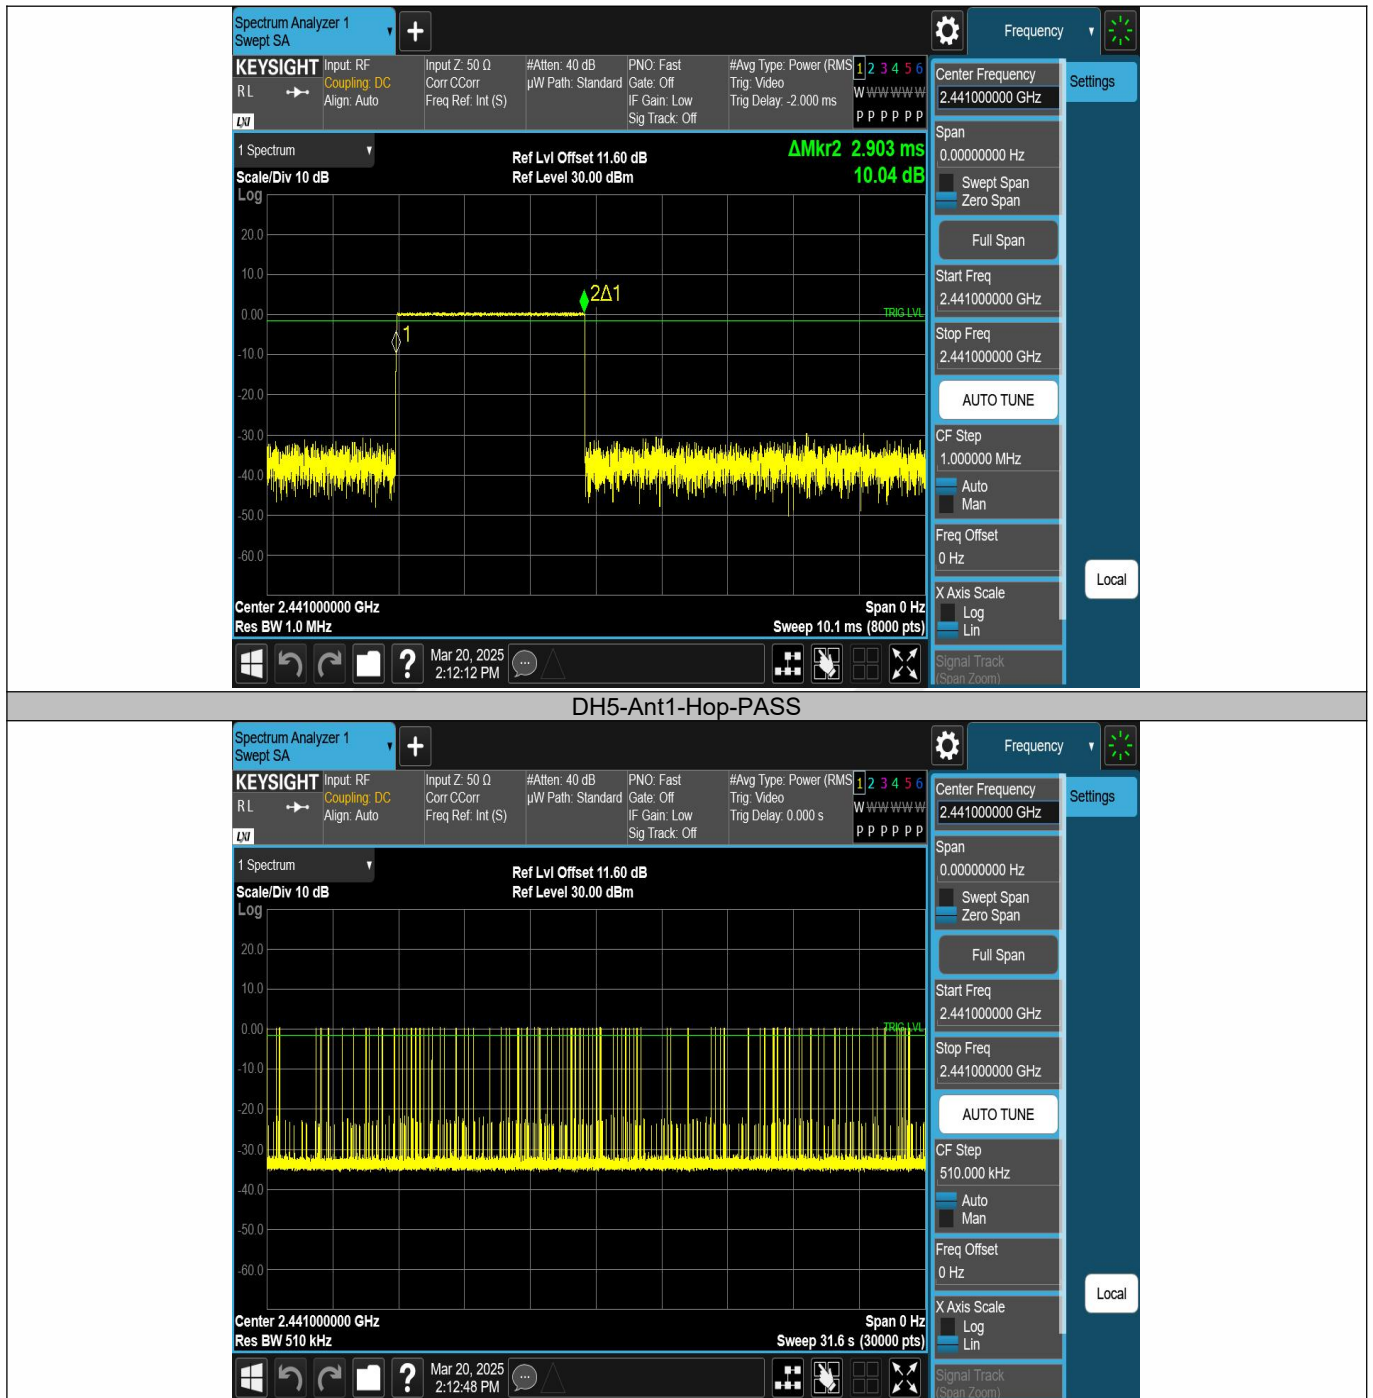 Spectrum Analyzer 1
Swept SA
+
Frequency
KEYSIGHT
RL
LXI
Input: RF
Coupling: DC
Align: Auto
Input Z: 50 Ω
Corr CCorr
Freq Ref: Int (S)
#Atten: 40 dB
µW Path: Standard
PNO: Fast
Gate: Off
IF Gain: Low
Sig Track: Off
#Avg Type: Power (RMS
Trig: Video
Trig Delay: -2.000 ms
1 2 3 4 5 6
W W W W W W
P P P P P P
Center Frequency
2.441000000 GHz
Settings
Span
0.00000000 Hz
Swept Span
Zero Span
Full Span
Start Freq
2.441000000 GHz
Stop Freq
2.441000000 GHz
AUTO TUNE
CF Step
1.000000 MHz
Auto
Man
Freq Offset
0 Hz
X Axis Scale
Log
Lin
Signal Track
(Span Zoom)
Local
1 Spectrum
Scale/Div 10 dB
Ref Lvl Offset 11.60 dB
Ref Level 30.00 dBm
ΔMkr2 2.903 ms
10.04 dB
Log
20.0
10.0
0.00
-10.0
-20.0
-30.0
-40.0
-50.0
-60.0
2Δ1
1
TRIG LVL
Center 2.441000000 GHz
Span 0 Hz
Res BW 1.0 MHz
Sweep 10.1 ms (8000 pts)
?
Mar 20, 2025
2:12:12 PM
DH5-Ant1-Hop-PASS
Spectrum Analyzer 1
Swept SA
+
Frequency
KEYSIGHT
RL
LXI
Input: RF
Coupling: DC
Align: Auto
Input Z: 50 Ω
Corr CCorr
Freq Ref: Int (S)
#Atten: 40 dB
µW Path: Standard
PNO: Fast
Gate: Off
IF Gain: Low
Sig Track: Off
#Avg Type: Power (RMS
Trig: Video
Trig Delay: 0.000 s
1 2 3 4 5 6
W W W W W W
P P P P P P
Center Frequency
2.441000000 GHz
Settings
Span
0.00000000 Hz
Swept Span
Zero Span
Full Span
Start Freq
2.441000000 GHz
Stop Freq
2.441000000 GHz
AUTO TUNE
CF Step
510.000 kHz
Auto
Man
Freq Offset
0 Hz
X Axis Scale
Log
Lin
Signal Track
(Span Zoom)
Local
1 Spectrum
Scale/Div 10 dB
Ref Lvl Offset 11.60 dB
Ref Level 30.00 dBm
Log
20.0
10.0
0.00
-10.0
-20.0
-30.0
-40.0
-50.0
-60.0
TRIG LVL
Center 2.441000000 GHz
Span 0 Hz
Res BW 510 kHz
Sweep 31.6 s (30000 pts)
?
Mar 20, 2025
2:12:48 PM